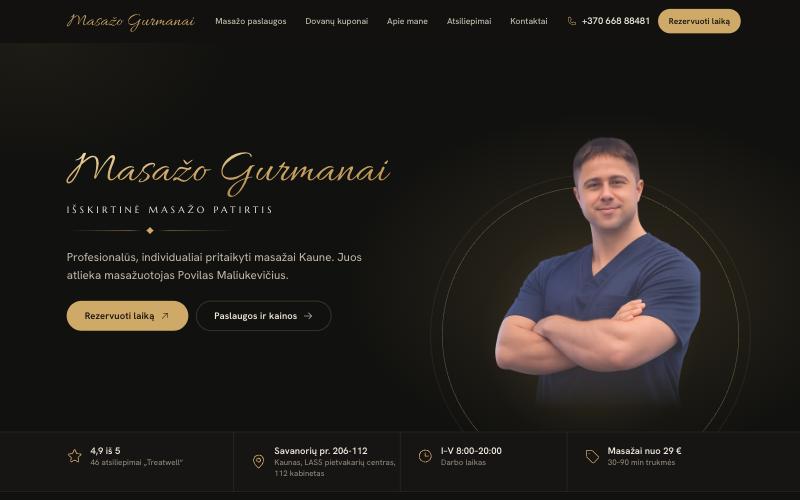 Masažo Gurmanai
Masažo paslaugos
Dovanų kuponai
Apie mane
Atsiliepimai
Kontaktai
+370 668 88481
Rezervuoti laiką
Masažo Gurmanai
IŠSKIRTINĖ MASAŽO PATIRTIS
Profesionalūs, individualiai pritaikyti masažai Kaune. Juos
atlieka masažuotojas Povilas Maliukevičius.
Rezervuoti laiką
Paslaugos ir kainos
4,9 iš 5
46 atsiliepimai „Treatwell“
Savanorių pr. 206-112
Kaunas, LASS pietvakarių centras,
112 kabinetas
I–V 8:00–20:00
Darbo laikas
Masažai nuo 29 €
30–90 min trukmės